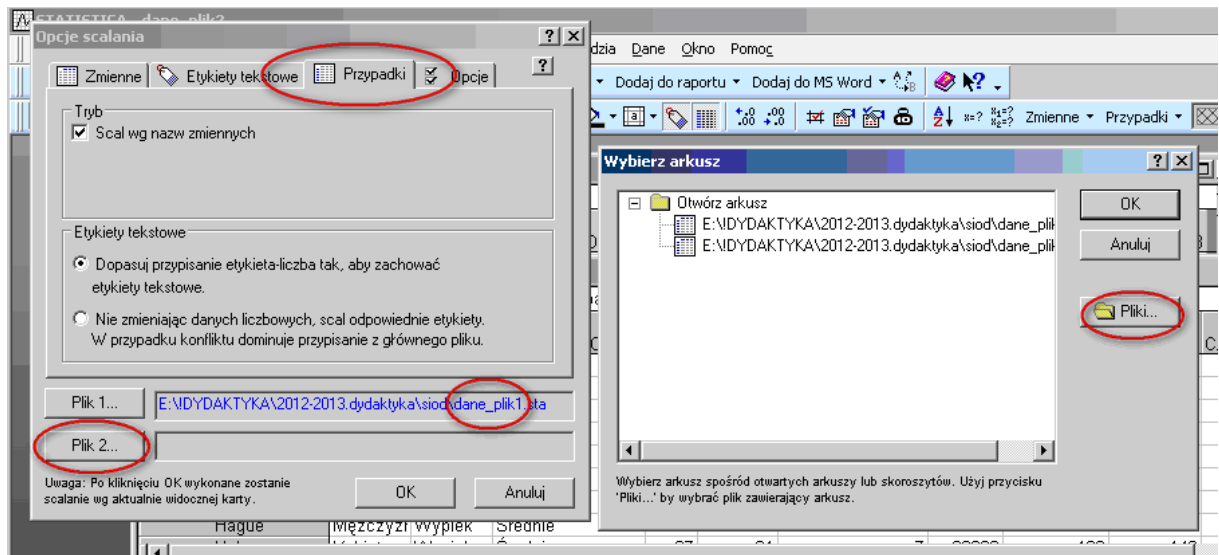 STATISTICA - dane_plik2
Opcje scalania
Zmienne Etykiety tekstowe Przypadki Opcje
Tryb
Scal wg nazw zmiennych
Etykiety tekstowe
Dopasuj przypisanie etykieta-liczba tak, aby zachować
etykiety tekstowe.
Nie zmieniając danych liczbowych, scal odpowiednie etykiety.
W przypadku konfliktu dominuje przypisanie z głównego pliku.
Plik 1... E:\!DYDAKTYKA\2012-2013.dydaktyka\siod\dane_plik1.sta
Plik 2...
Uwaga: Po kliknięciu OK wykonane zostanie
scalanie wg aktualnie widocznej karty.
OK Anuluj
dzia Dane Okno Pomoc
Dodaj do raportu Dodaj do MS Word
Zmienne Przypadki
Wybierz arkusz
Otwórz arkusz
E:\!DYDAKTYKA\2012-2013.dydaktyka\siod\dane_plik
E:\!DYDAKTYKA\2012-2013.dydaktyka\siod\dane_plik
OK
Anuluj
Pliki...
Wybierz arkusz spośród otwartych arkuszy lub skoroszytów. Użyj przycisku
'Pliki...' by wybrać plik zawierający arkusz.
Hague Mężczyzn Wypiek Średnie